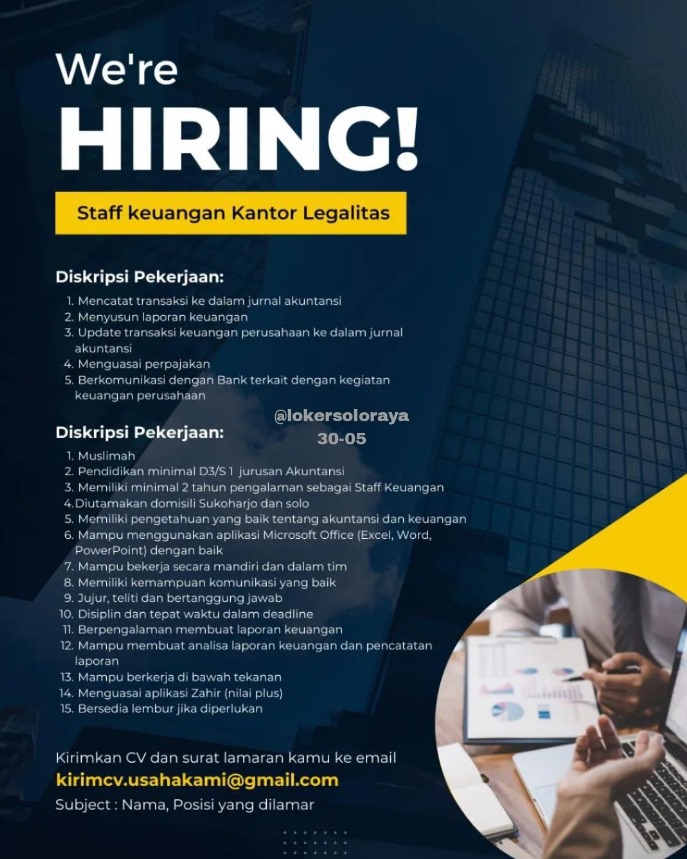 We're
HIRING!
Staff keuangan Kantor Legalitas
Diskripsi Pekerjaan:
1. Mencatat transaksi ke dalam jurnal akuntansi
2. Menyusun laporan keuangan
3. Update transaksi keuangan perusahaan ke dalam jurnal
akuntansi
4. Menguasai perpajakan
5. Berkomunikasi dengan Bank terkait dengan kegiatan
keuangan perusahaan
@lokersoloraya
30-05
Diskripsi Pekerjaan:
1. Muslimah
2. Pendidikan minimal D3/S 1 jurusan Akuntansi
3. Memiliki minimal 2 tahun pengalaman sebagai Staff Keuangan
4.Diutamakan domisili Sukoharjo dan solo
5. Memiliki pengetahuan yang baik tentang akuntansi dan keuangan
6. Mampu menggunakan aplikasi Microsoft Office (Excel, Word,
PowerPoint) dengan baik
7. Mampu bekerja secara mandiri dan dalam tim
8. Memiliki kemampuan komunikasi yang baik
9. Jujur, teliti dan bertanggung jawab
10. Disiplin dan tepat waktu dalam deadline
11. Berpengalaman membuat laporan keuangan
12. Mampu membuat analisa laporan keuangan dan pencatatan
laporan
13. Mampu berkerja di bawah tekanan
14. Menguasai aplikasi Zahir (nilai plus)
15. Bersedia lembur jika diperlukan
Kirimkan CV dan surat lamaran kamu ke email
kirimcv.usahakami@gmail.com
Subject : Nama, Posisi yang dilamar